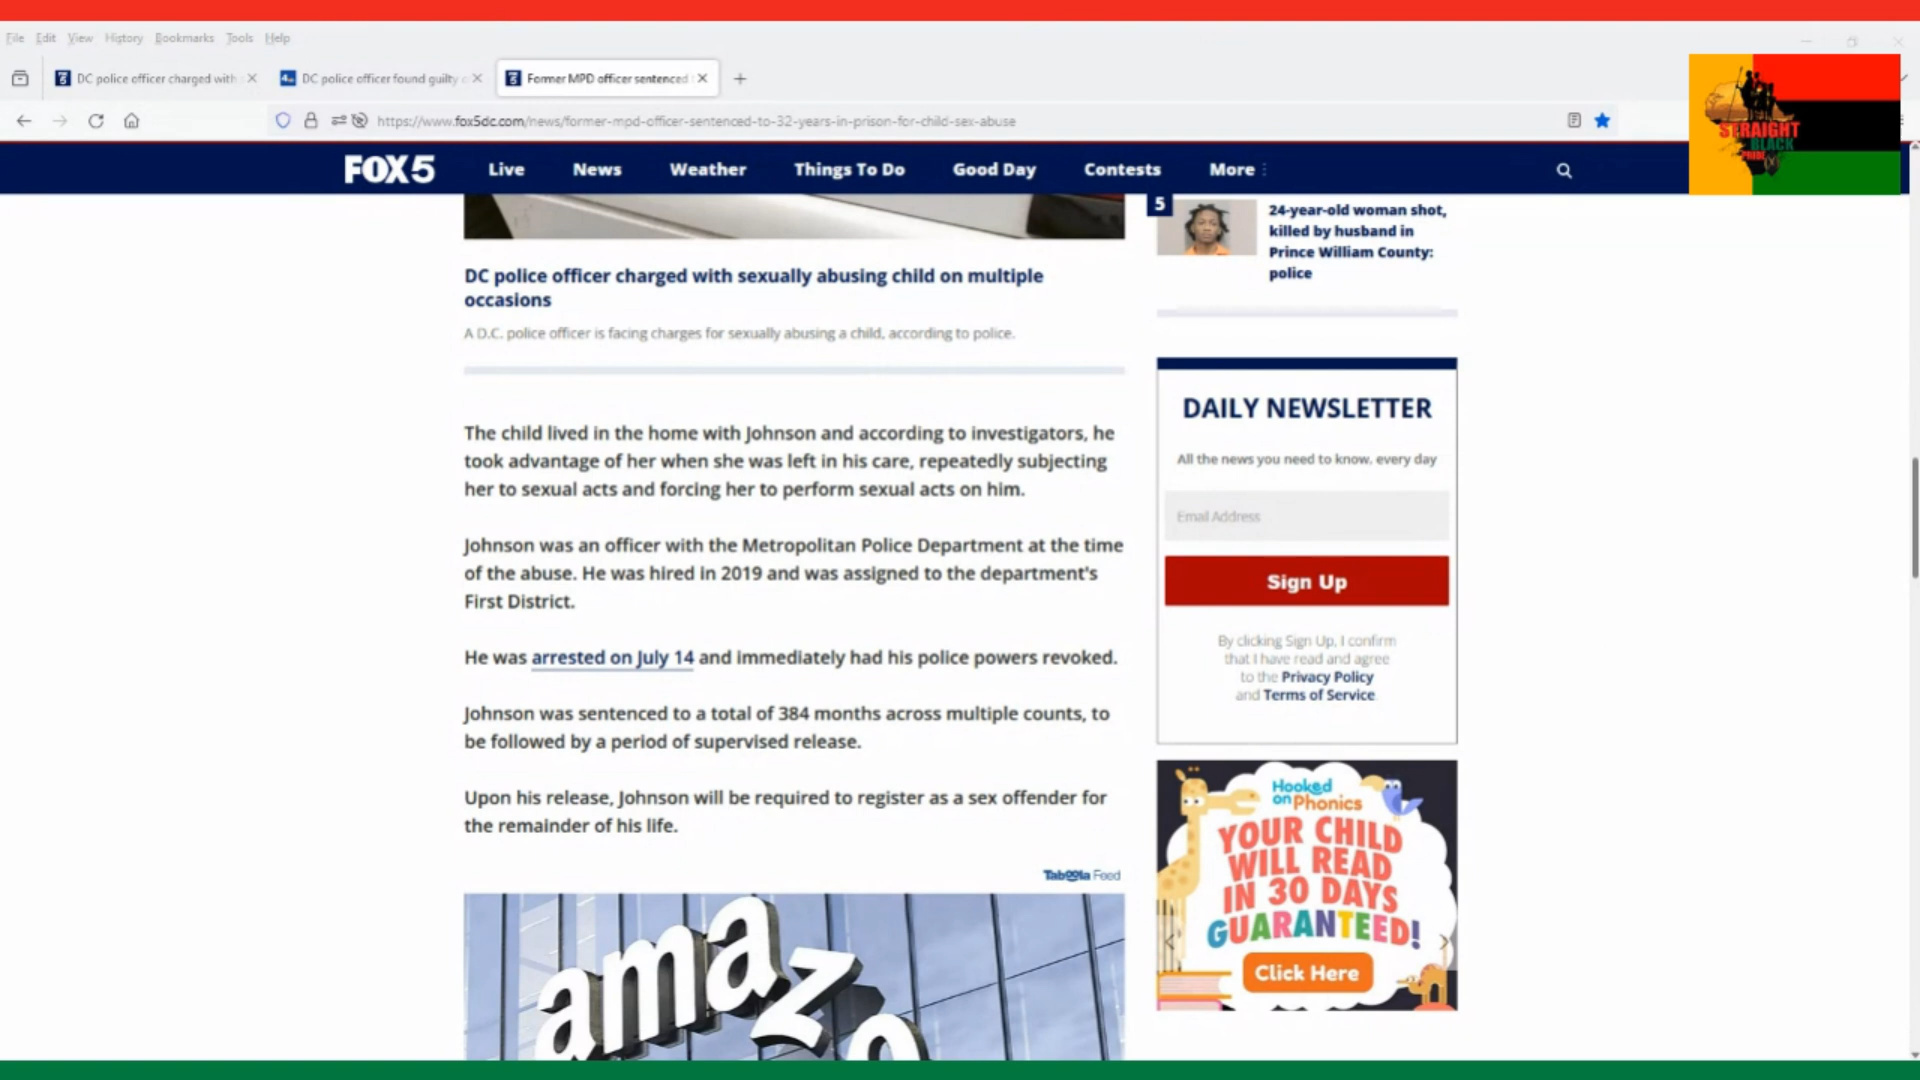 File Edit View History Bookmarks Tools Help
DC police officer charged with
DC police officer found guilty
Former MPD officer sentenced
https://www.fox5dc.com/news/former-mpd-officer-sentenced-to-32-years-in-prison-for-child-sex-abuse
STRAIGHT
BLACK
PRIDE
FOX 5 Live News Weather Things To Do Good Day Contests More
5
24-year-old woman shot,
killed by husband in
Prince William County:
police
DC police officer charged with sexually abusing child on multiple
occasions
A D.C. police officer is facing charges for sexually abusing a child, according to police.
The child lived in the home with Johnson and according to investigators, he
took advantage of her when she was left in his care, repeatedly subjecting
her to sexual acts and forcing her to perform sexual acts on him.
Johnson was an officer with the Metropolitan Police Department at the time
of the abuse. He was hired in 2019 and was assigned to the department's
First District.
He was arrested on July 14 and immediately had his police powers revoked.
Johnson was sentenced to a total of 384 months across multiple counts, to
be followed by a period of supervised release.
Upon his release, Johnson will be required to register as a sex offender for
the remainder of his life.
Taboola Feed
amazo
DAILY NEWSLETTER
All the news you need to know, every day
Email Address
Sign Up
By clicking Sign Up, I confirm
that I have read and agree
to the Privacy Policy
and Terms of Service
Hooked
on Phonics
YOUR CHILD
WILL READ
IN 30 DAYS
GUARANTEED!
Click Here